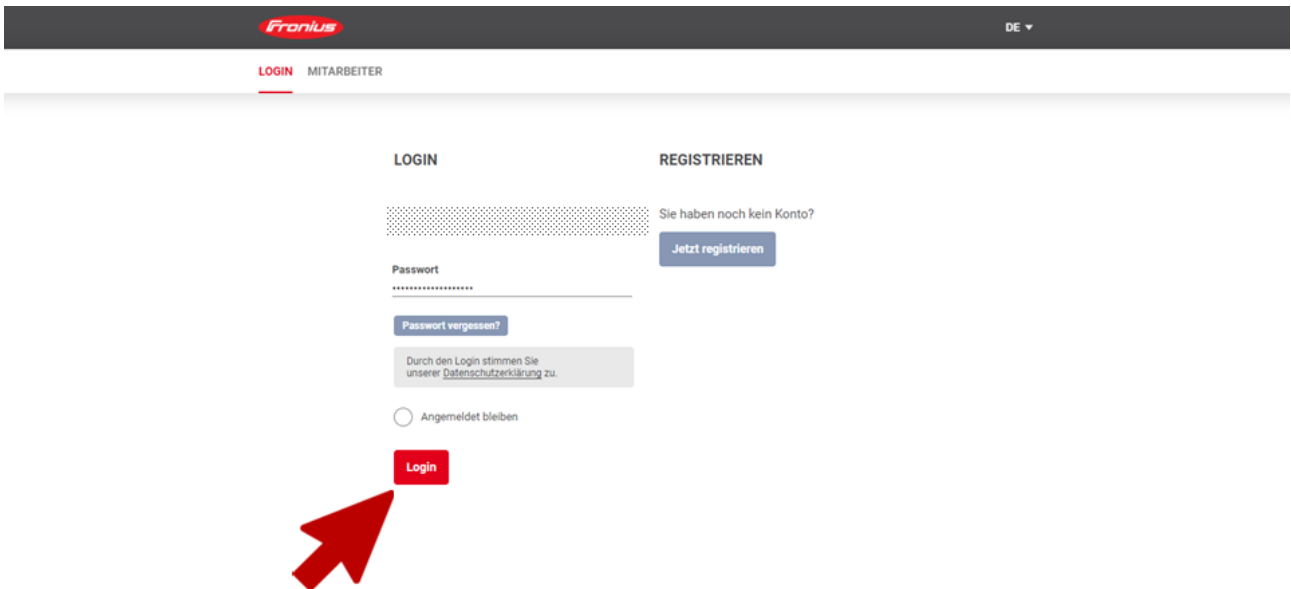 Fronius
DE
LOGIN MITARBEITER
LOGIN
Passwort
Passwort vergessen?
Durch den Login stimmen Sie
unserer Datenschutzerklärung zu.
Angemeldet bleiben
Login
REGISTRIEREN
Sie haben noch kein Konto?
Jetzt registrieren